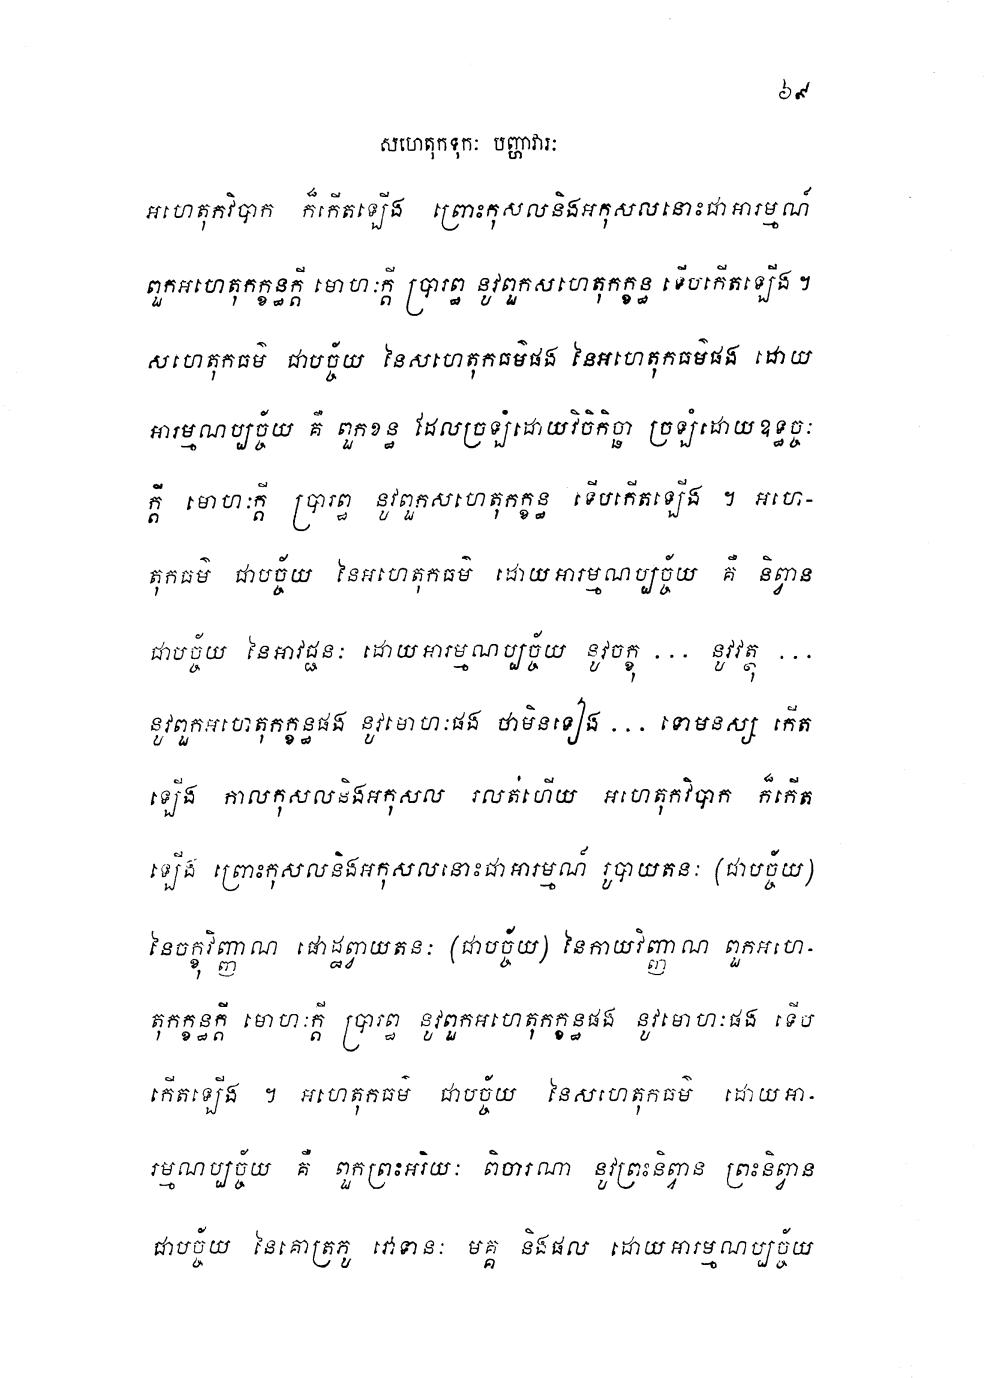 ៦៩
សហេតុកទុកៈ បញ្ហាវារៈ
អហេតុកវិបាក ក៏កើតឡើង ព្រោះកុសលនិងអកុសលនោះជាអារម្មណ៍
ពួកអហេតុកក្ខន្ធក្តី មោហៈក្តី ប្រារព្ធ នូវពួកសហេតុកក្ខន្ធ ទើបកើតឡើង ។
សហេតុកធម៌ ជាបច្ច័យ នៃសហេតុកធម៌ផង នៃអហេតុកធម៌ផង ដោយ
អារម្មណប្បច្ច័យ គឺ ពួកខន្ធ ដែលច្រឡំដោយវិចិកិច្ឆា ច្រឡំដោយឧទ្ធច្ចៈ
ក្តី មោហៈក្តី ប្រារព្ធ នូវពួកសហេតុកក្ខន្ធ ទើបកើតឡើង ។ អហេ-
តុកធម៌ ជាបច្ច័យ នៃអហេតុកធម៌ ដោយអារម្មណប្បច្ច័យ គឺ និព្វាន
ជាបច្ច័យ នៃអាវជ្ជនៈ ដោយអារម្មណប្បច្ច័យ នូវចក្ខុ ... នូវវត្ថុ ...
នូវពួកអហេតុកក្ខន្ធផង នូវមោហៈផង ថាមិនទៀង ... ទោមនស្ស កើត
ឡើង កាលកុសលនិងអកុសល រលត់ហើយ អហេតុកវិបាក ក៏កើត
ឡើង ព្រោះកុសលនិងអកុសលនោះជាអារម្មណ៍ រូបាយតនៈ (ជាបច្ច័យ)
នៃចក្ខុវិញ្ញាណ ផោដ្ឋព្វាយតនៈ (ជាបច្ច័យ) នៃកាយវិញ្ញាណ ពួកអហេ-
តុកក្ខន្ធក្តី មោហៈក្តី ប្រារព្ធ នូវពួកអហេតុកក្ខន្ធផង នូវមោហៈផង ទើប
កើតឡើង ។ អហេតុកធម៌ ជាបច្ច័យ នៃសហេតុកធម៌ ដោយអា-
រម្មណប្បច្ច័យ គឺ ពួកព្រះអរិយៈ ពិចារណា នូវព្រះនិព្វាន ព្រះនិព្វាន
ជាបច្ច័យ នៃគោត្រភូ វោទានៈ មគ្គ និងផល ដោយអារម្មណប្បច្ច័យ